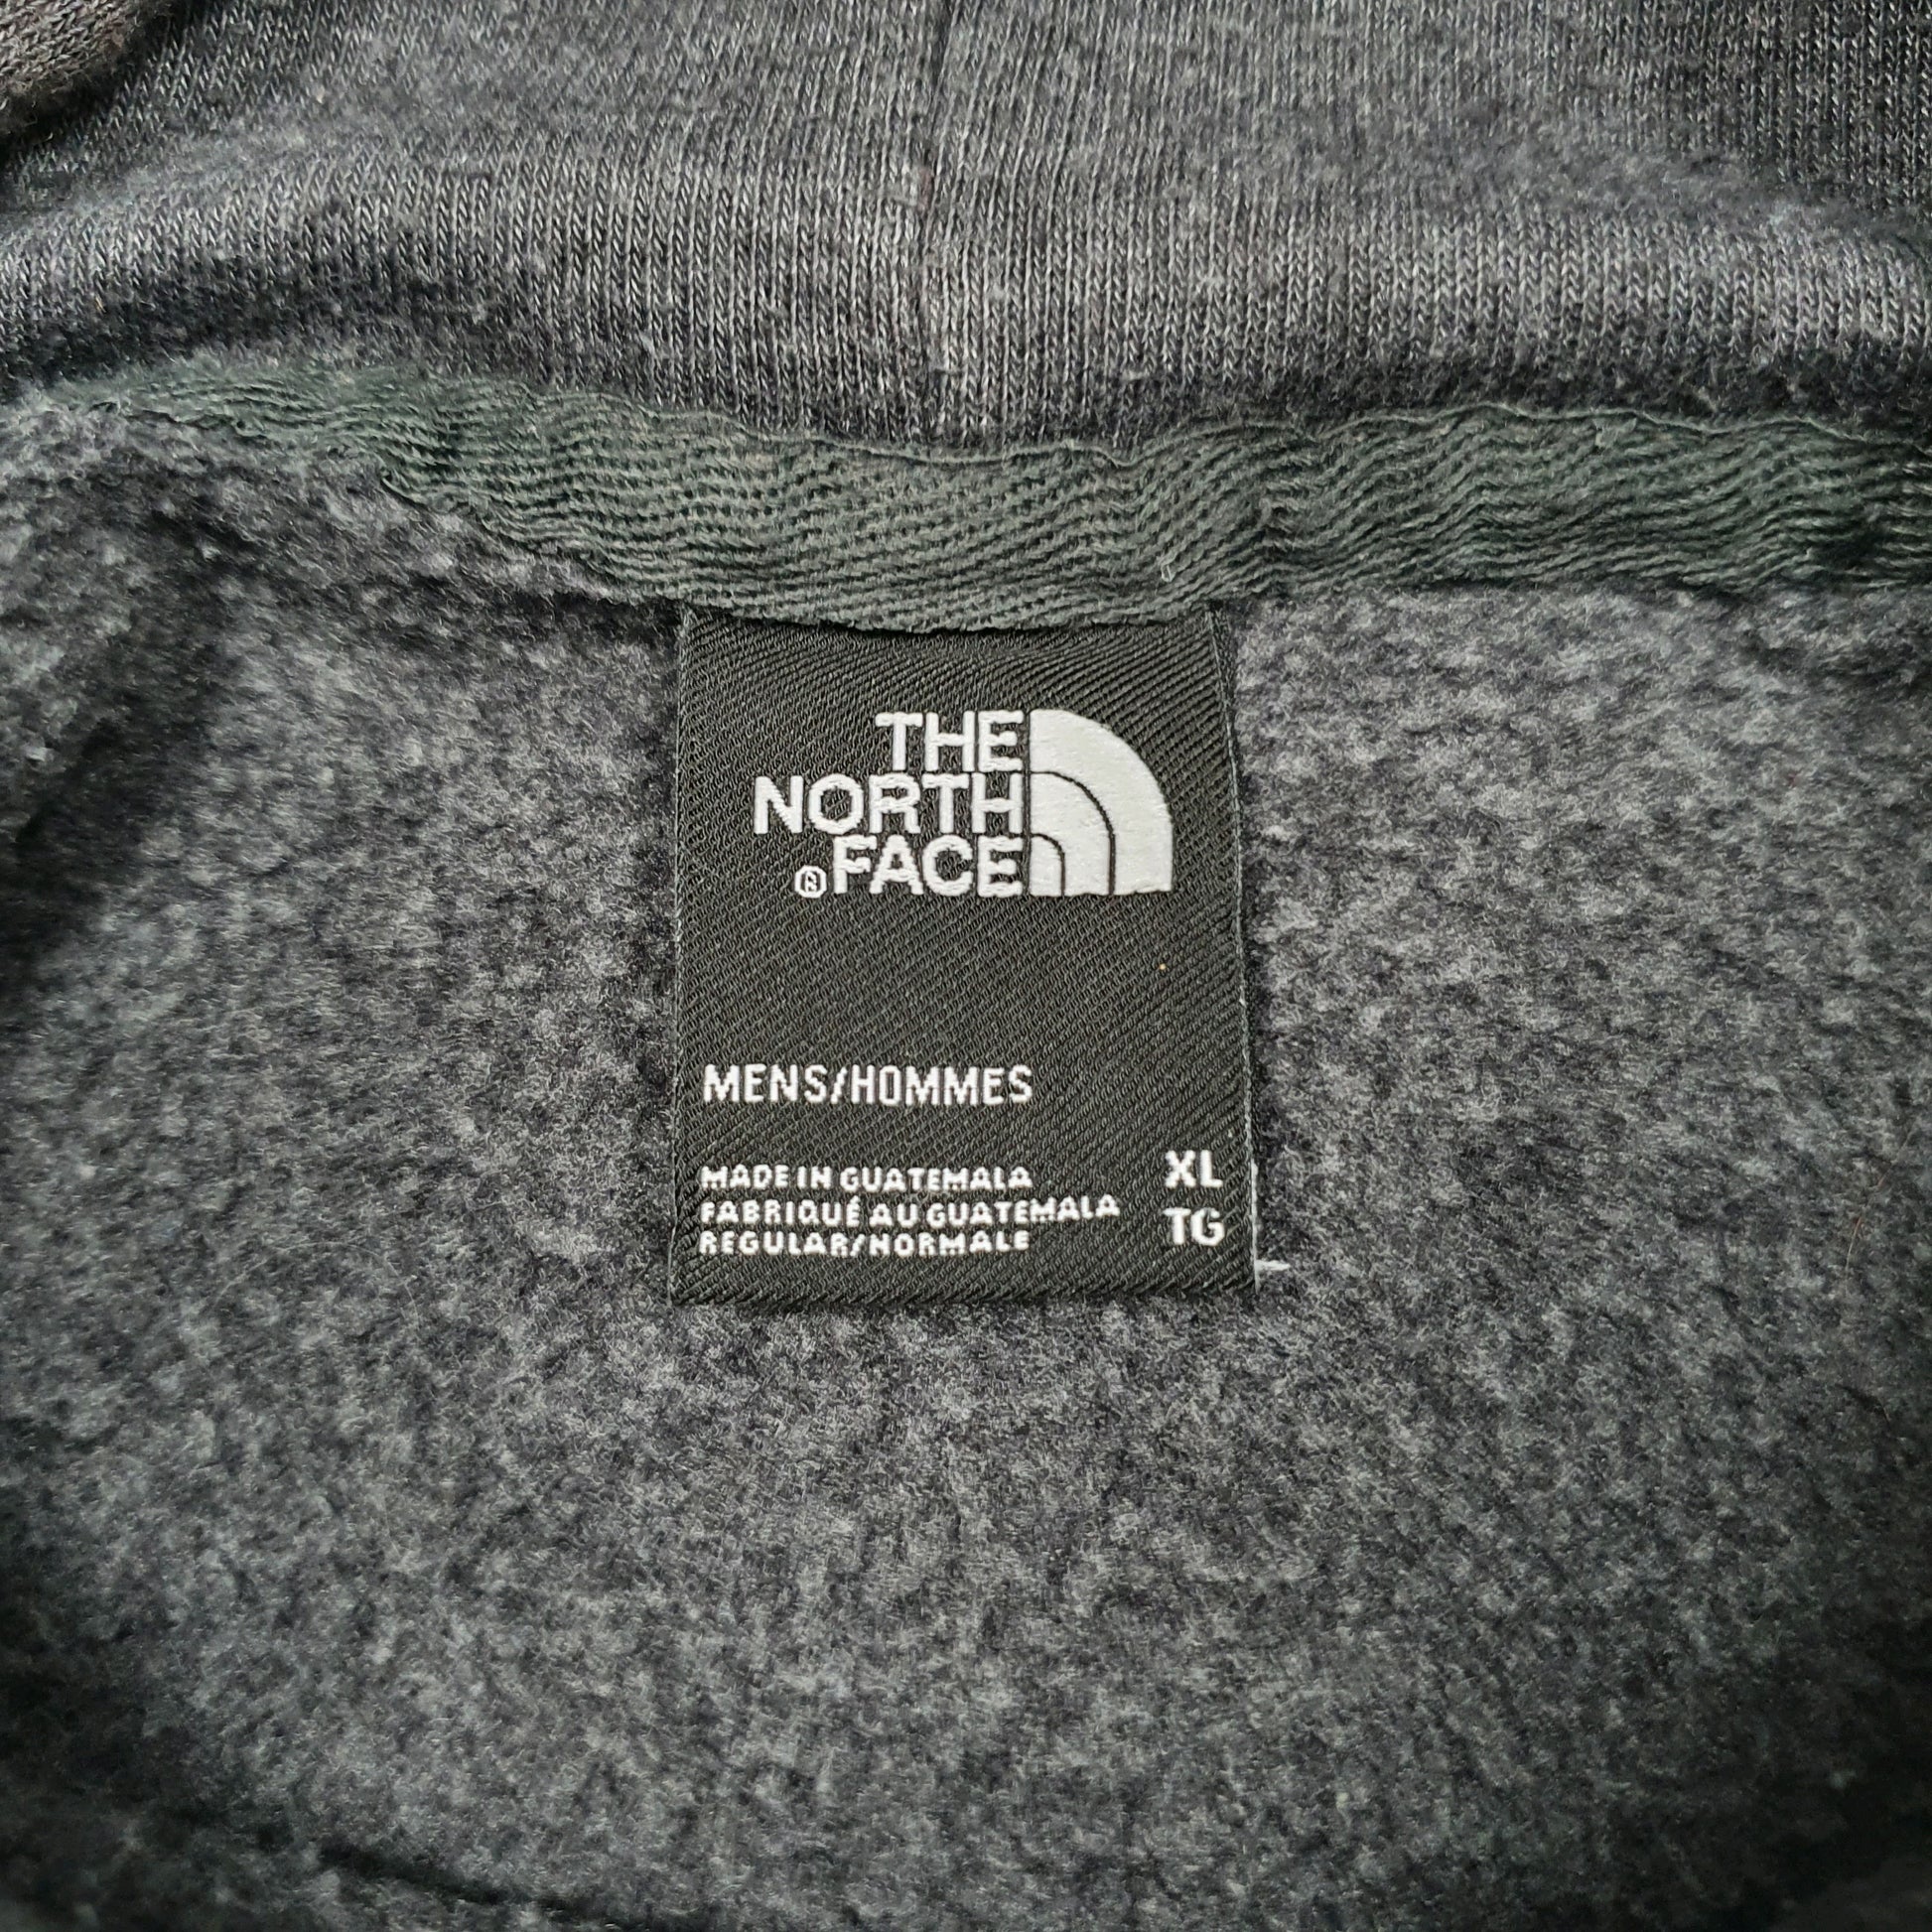 THE
NORTH
®FACE
MENS/HOMMES
MADE IN GUATEMALA
FABRIQUÉ AU GUATEMALA
REGULAR/NORMALE
XL
TG